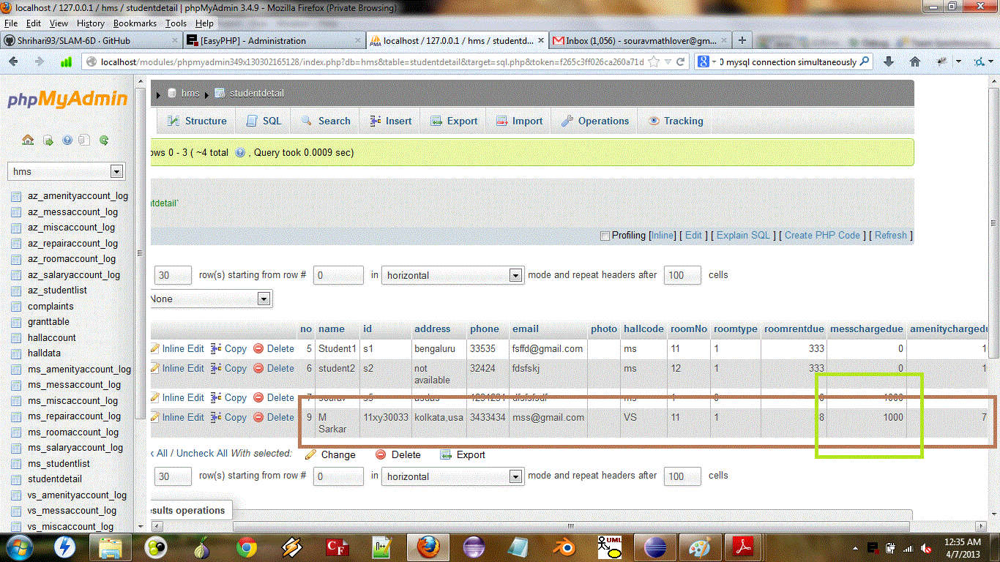 localhost / 127.0.0.1 / hms / studentdetail | phpMyAdmin 3.4.9 - Mozilla Firefox (Private Browsing)
File Edit View History Bookmarks Tools Help
Shrihari93/SLAM-6D · GitHub
[EasyPHP] - Administration
localhost / 127.0.0.1 / hms / studentd...
Inbox (1,056) - souravmathlover@gm...
localhost/modules/phpmyadmin349x130302165128/index.php?db=hms&table=studentdetail&target=sql.php&token=f265c3ff026ca260a71d
mysql connection simultaneously
phpMyAdmin
hms
az_amenityaccount_log
az_messaccount_log
az_miscaccount_log
az_repairaccount_log
az_roomaccount_log
az_salaryaccount_log
az_studentlist
complaints
granttable
hallaccount
halldata
ms_amenityaccount_log
ms_messaccount_log
ms_miscaccount_log
ms_repairaccount_log
ms_roomaccount_log
ms_salaryaccount_log
ms_studentlist
studentdetail
vs_amenityaccount_log
vs_messaccount_log
vs_miscaccount_log
hms studentdetail
Structure SQL Search Insert Export Import Operations Tracking
ows 0 - 3 ( ~4 total , Query took 0.0009 sec)
ntdetail`
Profiling [Inline] [ Edit ] [ Explain SQL ] [ Create PHP Code ] [ Refresh ]
30 row(s) starting from row # 0 in horizontal mode and repeat headers after 100 cells
None
no name id address phone email photo hallcode roomNo roomtype roomrentdue messchargedue amenitychargedu
Inline Edit Copy Delete 5 Student1 s1 bengaluru 33535 fsffd@gmail.com ms 11 1 333 0 1
Inline Edit Copy Delete 6 student2 s2 not available 32424 fdsfskj ms 12 1 333 0 1
Inline Edit Copy Delete 7 sourav s5 asdas 1231231 dfsfsfsdf ms 1 0 0 1000
Inline Edit Copy Delete 9 M Sarkar 11xy30033 kolkata,usa 3433434 mss@gmail.com VS 11 1 8 1000 7
k All / Uncheck All With selected: Change Delete Export
30 row(s) starting from row # 0 in horizontal mode and repeat headers after 100 cells
esults operations
12:35 AM
4/7/2013